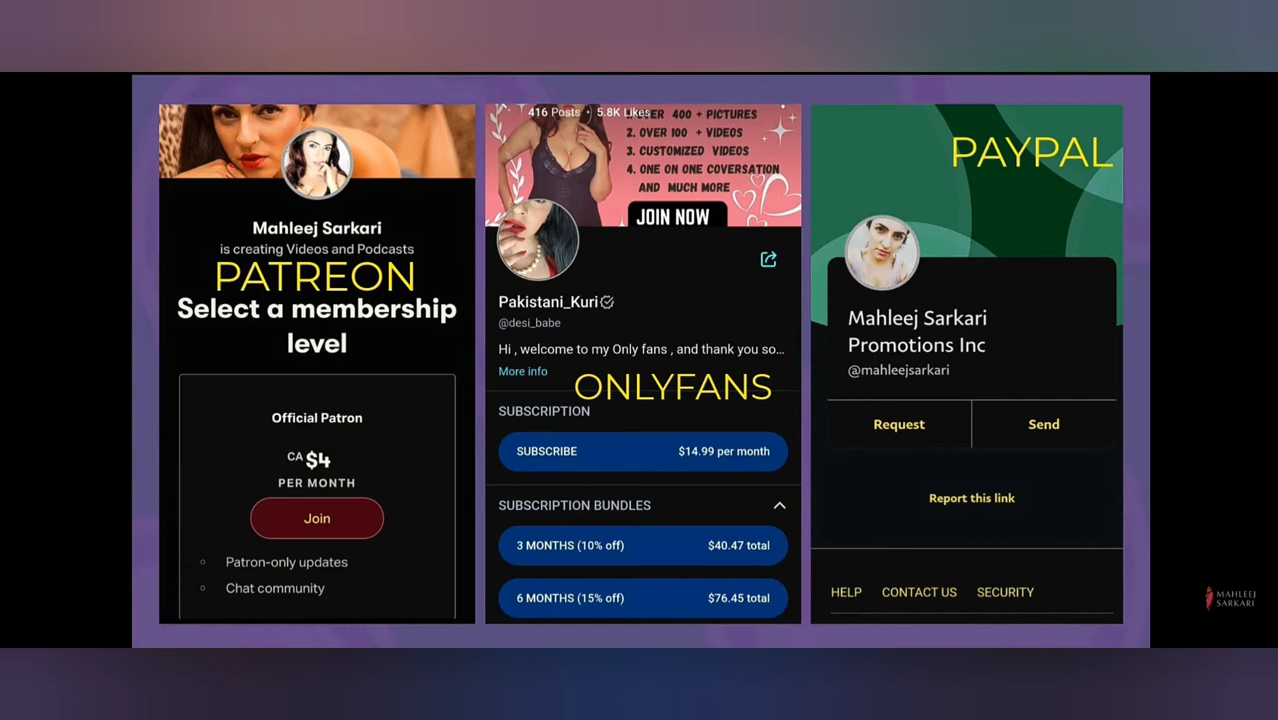 Mahleej Sarkari
is creating Videos and Podcasts
PATREON
Select a membership
level
Official Patron
CA $4
PER MONTH
Join
Patron-only updates
Chat community
416 Posts • 5.8K Likes
OVER 400 + PICTURES
2. OVER 100 + VIDEOS
3. CUSTOMIZED VIDEOS
4. ONE ON ONE COVERSATION
AND MUCH MORE
JOIN NOW
Pakistani_Kuri
@desi_babe
Hi , welcome to my Only fans , and thank you so...
More info
ONLYFANS
SUBSCRIPTION
SUBSCRIBE $14.99 per month
SUBSCRIPTION BUNDLES
3 MONTHS (10% off) $40.47 total
6 MONTHS (15% off) $76.45 total
PAYPAL
Mahleej Sarkari
Promotions Inc
@mahleejsarkari
Request Send
Report this link
HELP CONTACT US SECURITY
MAHLEEJ
SARKARI